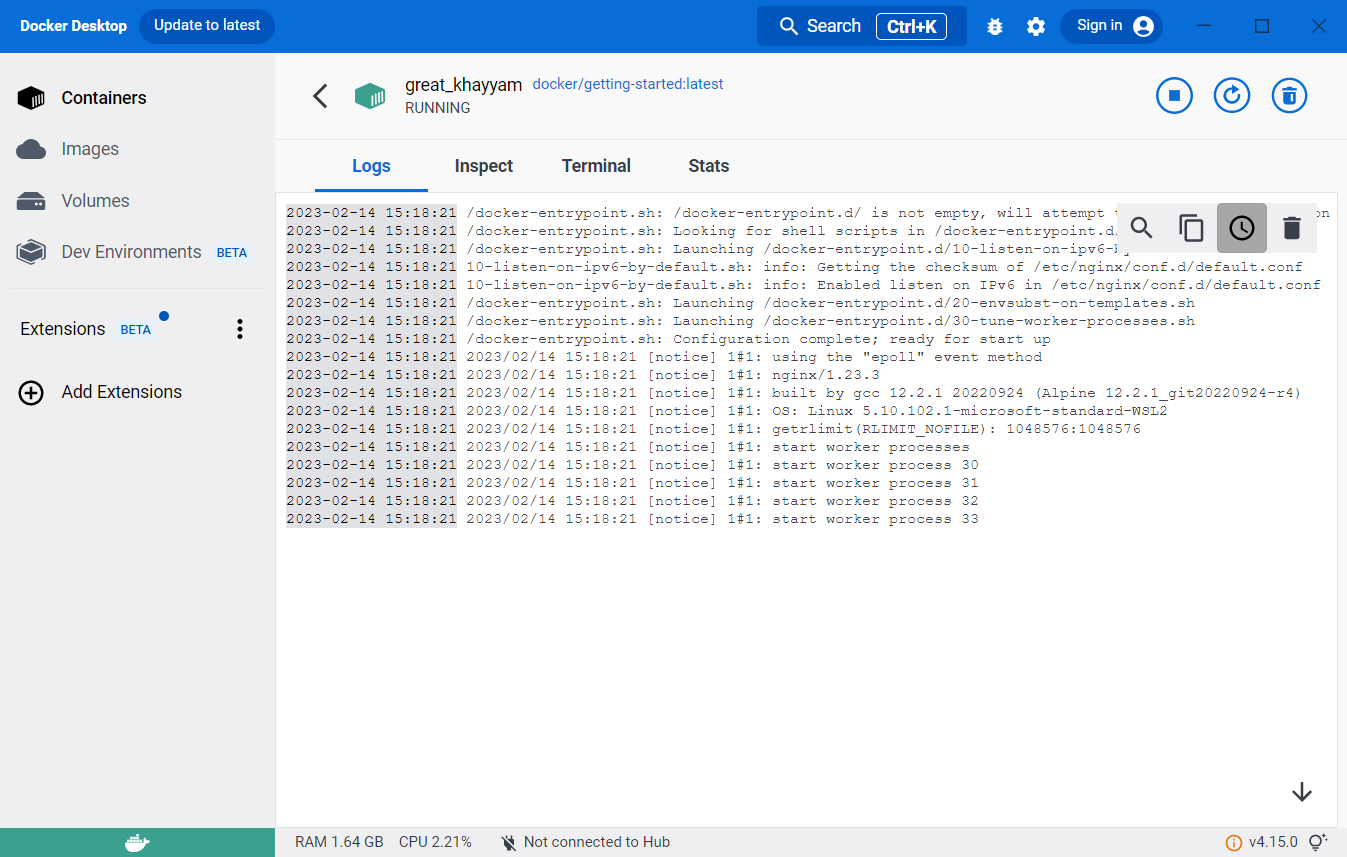 Docker Desktop Update to latest Search Ctrl+K Sign in
Containers
Images
Volumes
Dev Environments BETA
Extensions BETA
Add Extensions
great_khayyam docker/getting-started:latest
RUNNING
Logs Inspect Terminal Stats
2023-02-14 15:18:21 /docker-entrypoint.sh: /docker-entrypoint.d/ is not empty, will attempt
2023-02-14 15:18:21 /docker-entrypoint.sh: Looking for shell scripts in /docker-entrypoint.d/
2023-02-14 15:18:21 /docker-entrypoint.sh: Launching /docker-entrypoint.d/10-listen-on-ipv6-b
2023-02-14 15:18:21 10-listen-on-ipv6-by-default.sh: info: Getting the checksum of /etc/nginx/conf.d/default.conf
2023-02-14 15:18:21 10-listen-on-ipv6-by-default.sh: info: Enabled listen on IPv6 in /etc/nginx/conf.d/default.conf
2023-02-14 15:18:21 /docker-entrypoint.sh: Launching /docker-entrypoint.d/20-envsubst-on-templates.sh
2023-02-14 15:18:21 /docker-entrypoint.sh: Launching /docker-entrypoint.d/30-tune-worker-processes.sh
2023-02-14 15:18:21 /docker-entrypoint.sh: Configuration complete; ready for start up
2023-02-14 15:18:21 2023/02/14 15:18:21 [notice] 1#1: using the "epoll" event method
2023-02-14 15:18:21 2023/02/14 15:18:21 [notice] 1#1: nginx/1.23.3
2023-02-14 15:18:21 2023/02/14 15:18:21 [notice] 1#1: built by gcc 12.2.1 20220924 (Alpine 12.2.1_git20220924-r4)
2023-02-14 15:18:21 2023/02/14 15:18:21 [notice] 1#1: OS: Linux 5.10.102.1-microsoft-standard-WSL2
2023-02-14 15:18:21 2023/02/14 15:18:21 [notice] 1#1: getrlimit(RLIMIT_NOFILE): 1048576:1048576
2023-02-14 15:18:21 2023/02/14 15:18:21 [notice] 1#1: start worker processes
2023-02-14 15:18:21 2023/02/14 15:18:21 [notice] 1#1: start worker process 30
2023-02-14 15:18:21 2023/02/14 15:18:21 [notice] 1#1: start worker process 31
2023-02-14 15:18:21 2023/02/14 15:18:21 [notice] 1#1: start worker process 32
2023-02-14 15:18:21 2023/02/14 15:18:21 [notice] 1#1: start worker process 33
RAM 1.64 GB CPU 2.21% Not connected to Hub v4.15.0